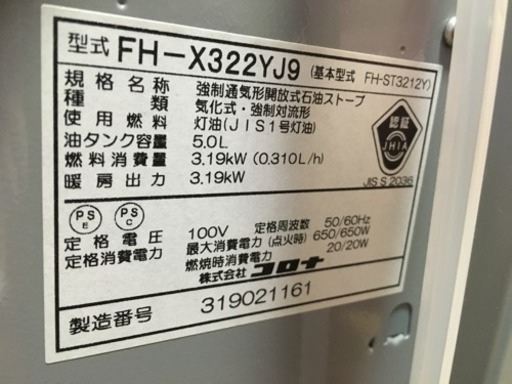 型式 FH-X322YJ9 (基本型式 FH-ST3212Y)
規格名称 強制通気形開放式石油ストーブ
種類 気化式・強制対流形
使用燃料 灯油(JIS1号灯油)
油タンク容量 5.0L
燃料消費量 3.19kW (0.310L/h)
暖房出力 3.19kW
認証
JHIA
JIS S 2036
PS E PS C
定格電圧 100V 定格周波数 50/60Hz
定格消費電力 最大消費電力(点火時) 650/650W
燃焼時消費電力 20/20W
株式会社 コロナ
製造番号 319021161